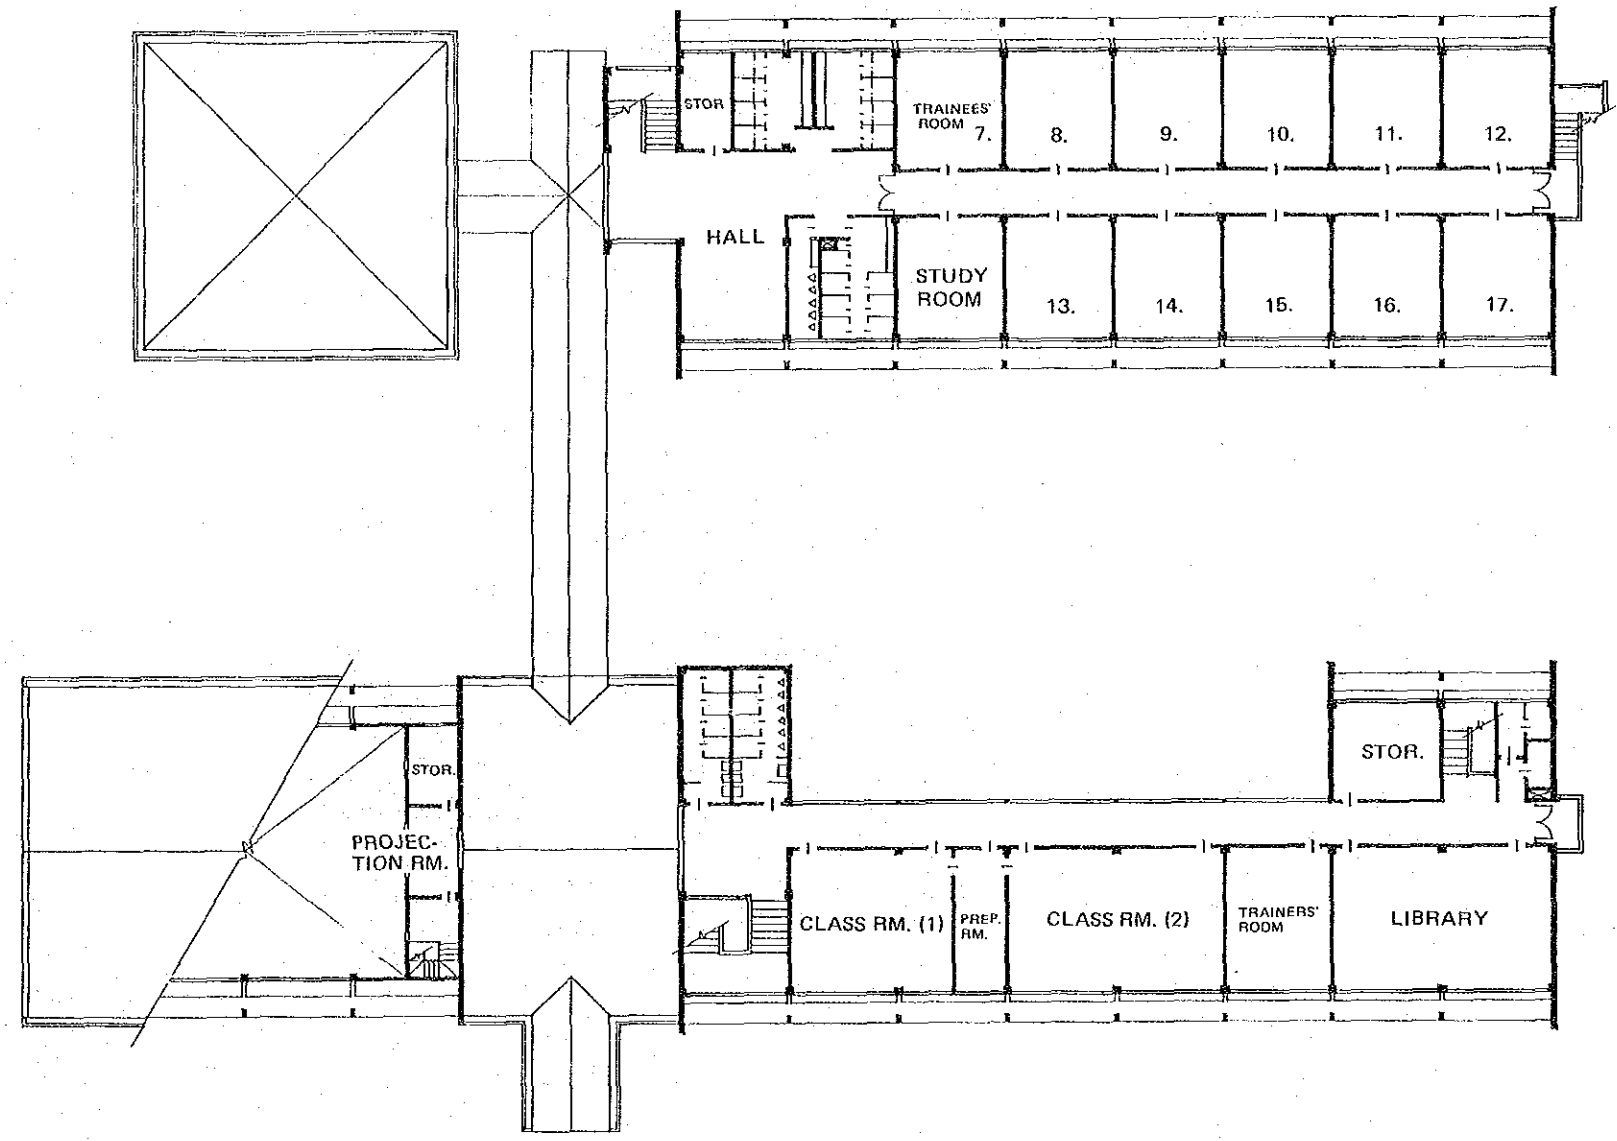 STOR
TRAINEES'
ROOM 7.
8.
9.
10.
11.
12.
HALL
STUDY
ROOM
13.
14.
15.
16.
17.
STOR.
PROJEC-
TION RM.
STOR.
CLASS RM. (1)
PREP.
RM.
CLASS RM. (2)
TRAINERS'
ROOM
LIBRARY